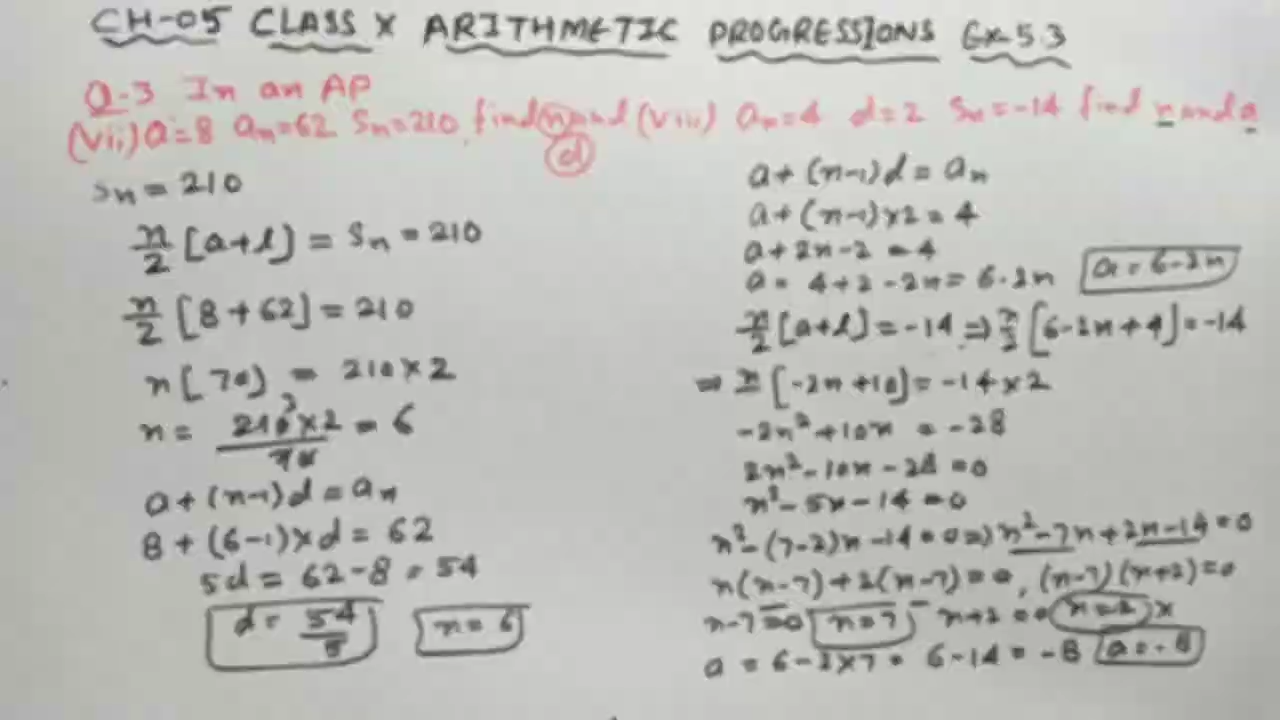 CH-05 CLASS X ARITHMETIC PROGRESSIONS Ex 5.3
Q-3 In an AP
(vii) a=8 an=62 Sn=210, find n and d (viii) an=4 d=2 Sn=-14 find n and a
Sn = 210
n/2 [a+l] = Sn = 210
n/2 [8+62] = 210
n[70] = 210×2
n = 210×2/70 = 6
a+(n-1)d = an
8+(6-1)×d = 62
5d = 62-8 = 54
d = 54/5 n = 6
a+(n-1)d = an
a+(n-1)×2 = 4
a+2n-2 = 4
a = 4+2-2n = 6-2n a = 6-2n
n/2 [a+l] = -14 ⇒ n/2 [6-2n+4] = -14
⇒ n[-2n+10] = -14×2
-2n²+10n = -28
2n²-10n-28 = 0
n²-5n-14 = 0
n²-(7-2)n-14 = 0 ⇒ n²-7n+2n-14 = 0
n(n-7)+2(n-7) = 0, (n-7)(n+2) = 0
n-7=0 n=7 n+2=0 n=-2 ×
a = 6-2×7 = 6-14 = -8 a=-8